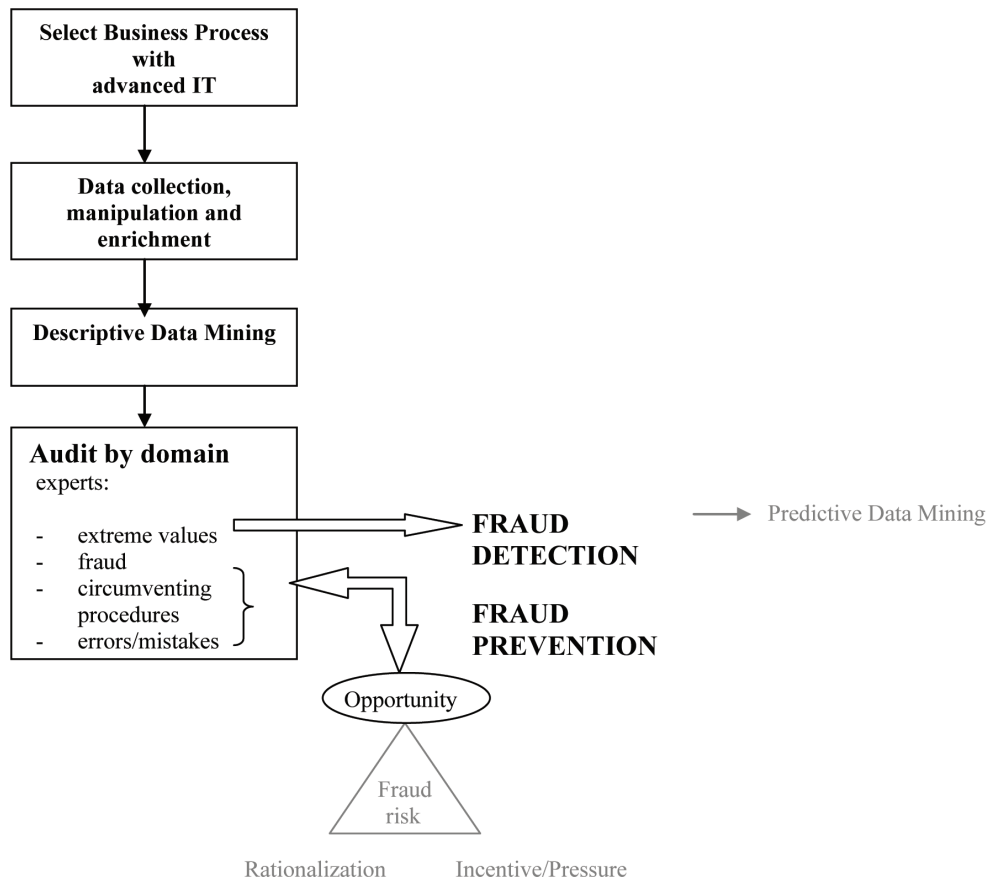 Select Business Process
with
advanced IT
Data collection,
manipulation and
enrichment
Descriptive Data Mining
Audit by domain
experts:
- extreme values
- fraud
- circumventing
procedures
- errors/mistakes
FRAUD
DETECTION
Predictive Data Mining
FRAUD
PREVENTION
Opportunity
Fraud
risk
Rationalization
Incentive/Pressure